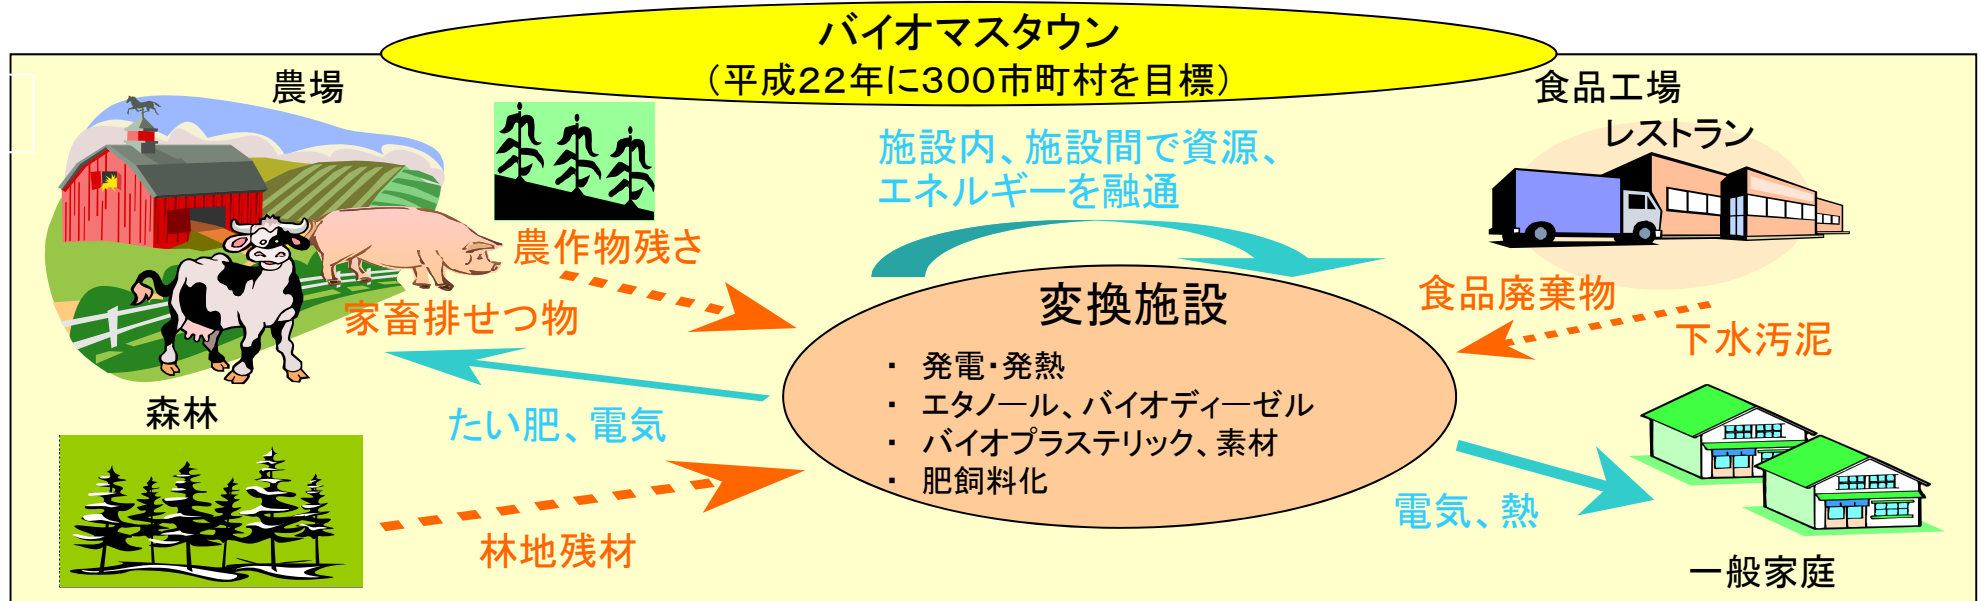 バイオマスタウン
（平成２２年に３００市町村を目標）
農場
食品工場
レストラン
施設内、施設間で資源、
エネルギーを融通
農作物残さ
家畜排せつ物
変換施設
食品廃棄物
下水汚泥
・ 発電・発熱
・ エタノール、バイオディーゼル
・ バイオプラステリック、素材
・ 肥飼料化
森林
たい肥、電気
電気、熱
林地残材
一般家庭